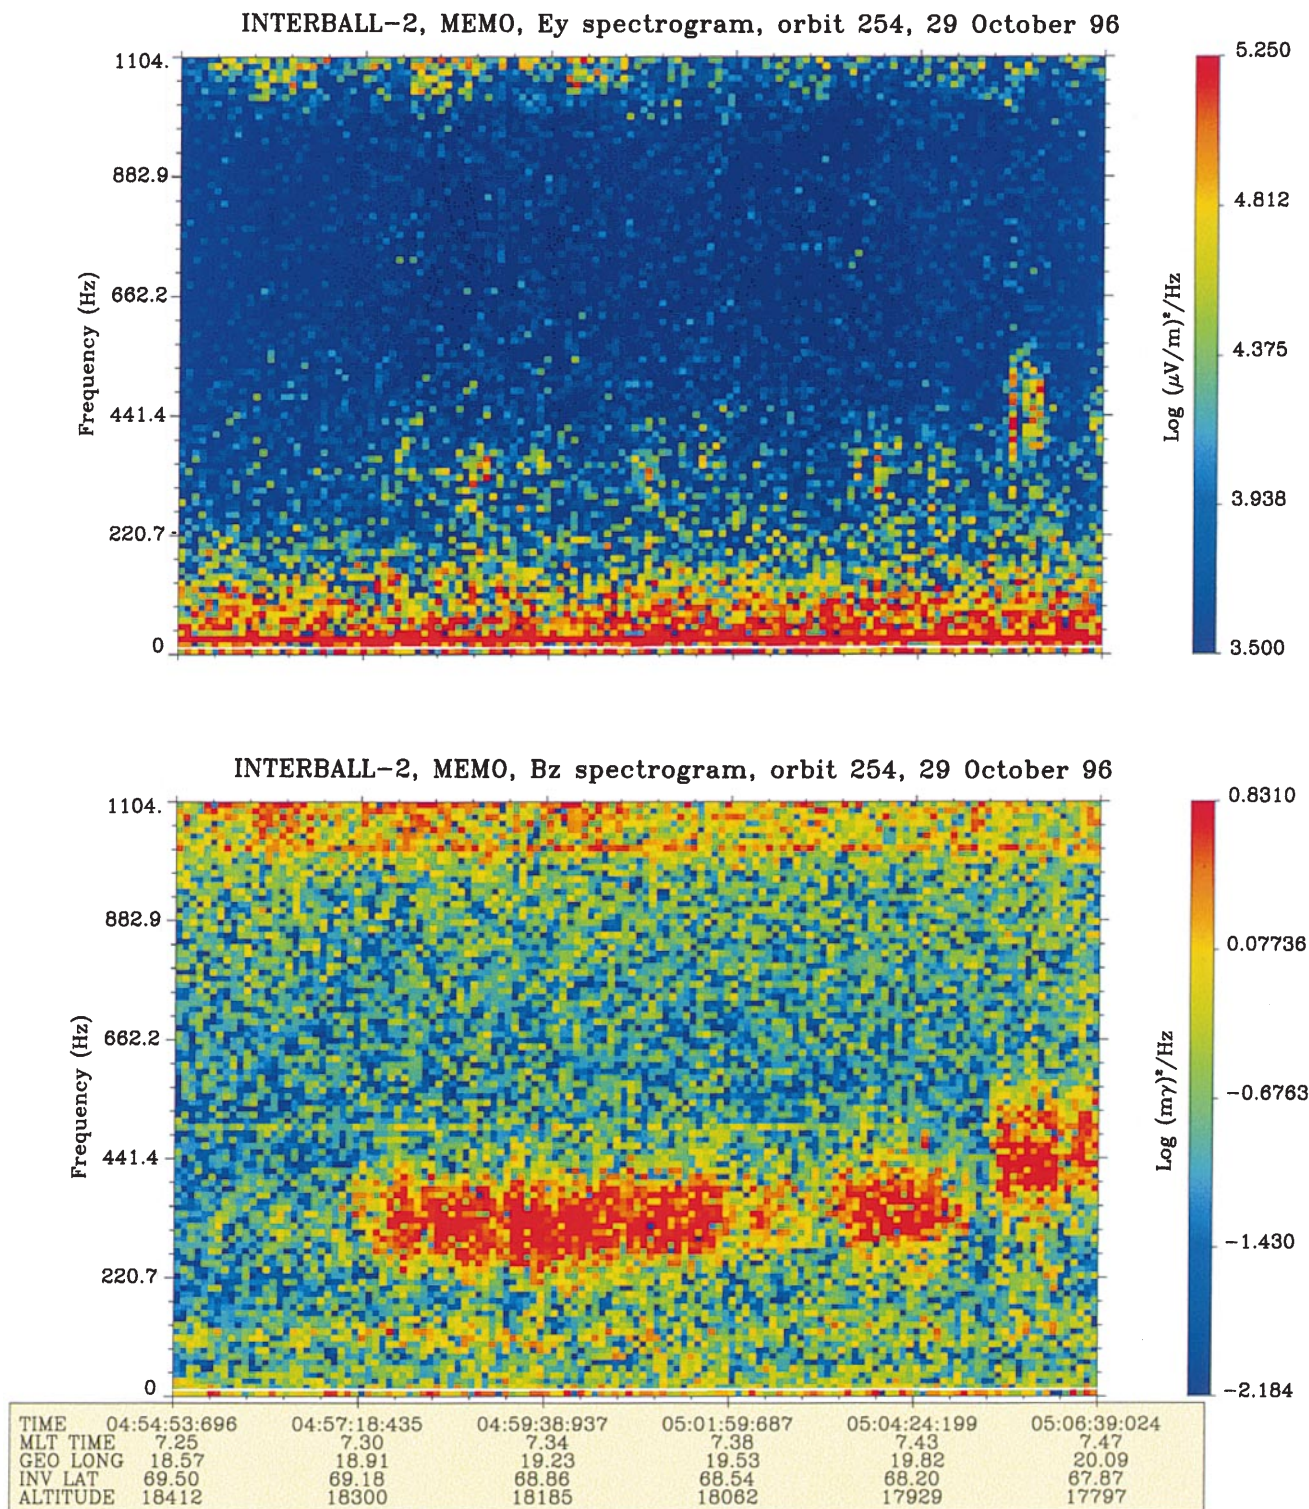 INTERBALL-2, MEMO, Ey spectrogram, orbit 254, 29 October 96
1104.
882.9
662.2
441.4
220.7
0
Frequency (Hz)
5.250
4.812
4.375
3.938
3.500
Log (μV/m)²/Hz
INTERBALL-2, MEMO, Bz spectrogram, orbit 254, 29 October 96
1104.
882.9
662.2
441.4
220.7
0
Frequency (Hz)
0.8310
0.07736
-0.6763
-1.430
-2.184
Log (mγ)²/Hz
TIME 04:54:53:696 04:57:18:435 04:59:38:937 05:01:59:687 05:04:24:199 05:06:39:024
MLT TIME 7.25 7.30 7.34 7.38 7.43 7.47
GEO LONG 18.57 18.91 19.23 19.53 19.82 20.09
INV LAT 69.50 69.18 68.86 68.54 68.20 67.87
ALTITUDE 18412 18300 18185 18062 17929 17797